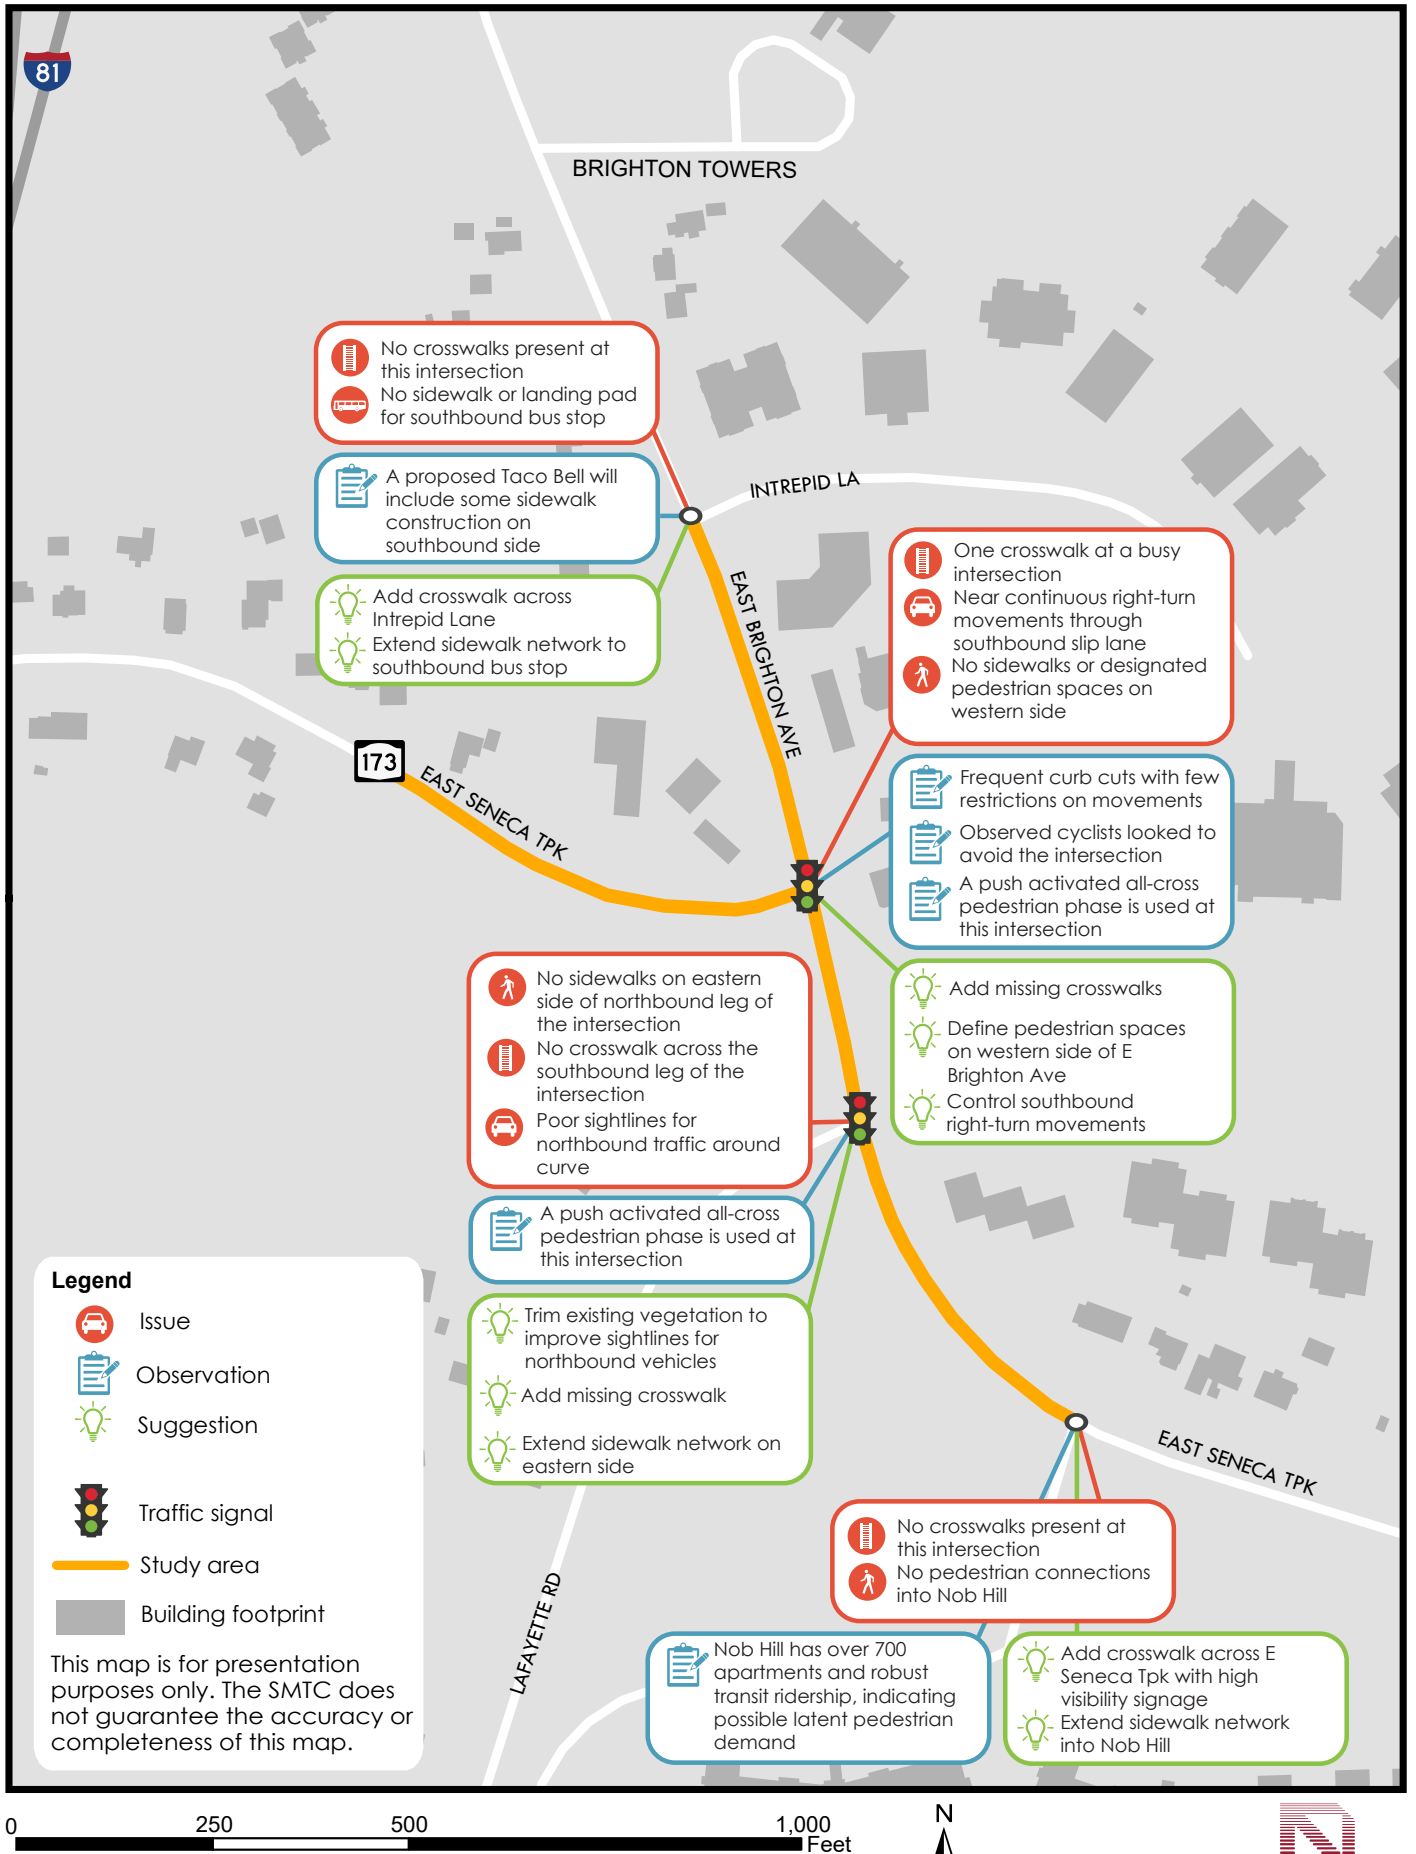 81
BRIGHTON TOWERS
No crosswalks present at
this intersection
No sidewalk or landing pad
for southbound bus stop
A proposed Taco Bell will
include some sidewalk
construction on
southbound side
Add crosswalk across
Intrepid Lane
Extend sidewalk network to
southbound bus stop
INTREPID LA
EAST BRIGHTON AVE
173
EAST SENECA TPK
One crosswalk at a busy
intersection
Near continuous right-turn
movements through
southbound slip lane
No sidewalks or designated
pedestrian spaces on
western side
Frequent curb cuts with few
restrictions on movements
Observed cyclists looked to
avoid the intersection
A push activated all-cross
pedestrian phase is used at
this intersection
Add missing crosswalks
Define pedestrian spaces
on western side of E
Brighton Ave
Control southbound
right-turn movements
No sidewalks on eastern
side of northbound leg of
the intersection
No crosswalk across the
southbound leg of the
intersection
Poor sightlines for
northbound traffic around
curve
A push activated all-cross
pedestrian phase is used at
this intersection
Trim existing vegetation to
improve sightlines for
northbound vehicles
Add missing crosswalk
Extend sidewalk network on
eastern side
EAST SENECA TPK
No crosswalks present at
this intersection
No pedestrian connections
into Nob Hill
Nob Hill has over 700
apartments and robust
transit ridership, indicating
possible latent pedestrian
demand
Add crosswalk across E
Seneca Tpk with high
visibility signage
Extend sidewalk network
into Nob Hill
LAFAYETTE RD
Legend
Issue
Observation
Suggestion
Traffic signal
Study area
Building footprint
This map is for presentation
purposes only. The SMTC does
not guarantee the accuracy or
completeness of this map.
0 250 500 1,000
Feet
N